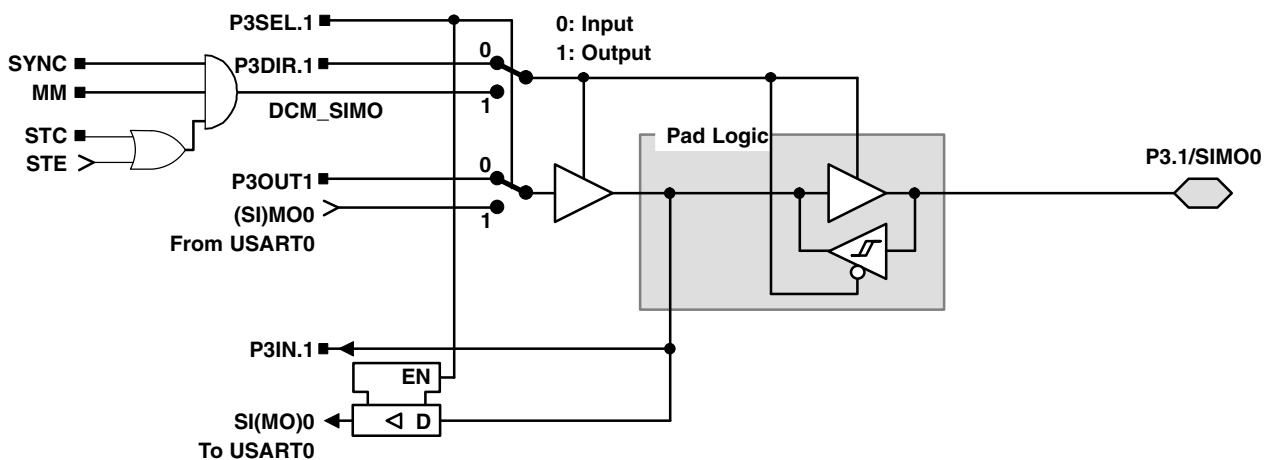 P3SEL.1
0: Input
1: Output
SYNC
P3DIR.1
0
MM
1
DCM_SIMO
STC
STE
Pad Logic
P3.1/SIMO0
0
P3OUT1
(SI)MO0
1
From USART0
P3IN.1
EN
SI(MO)0
D
To USART0